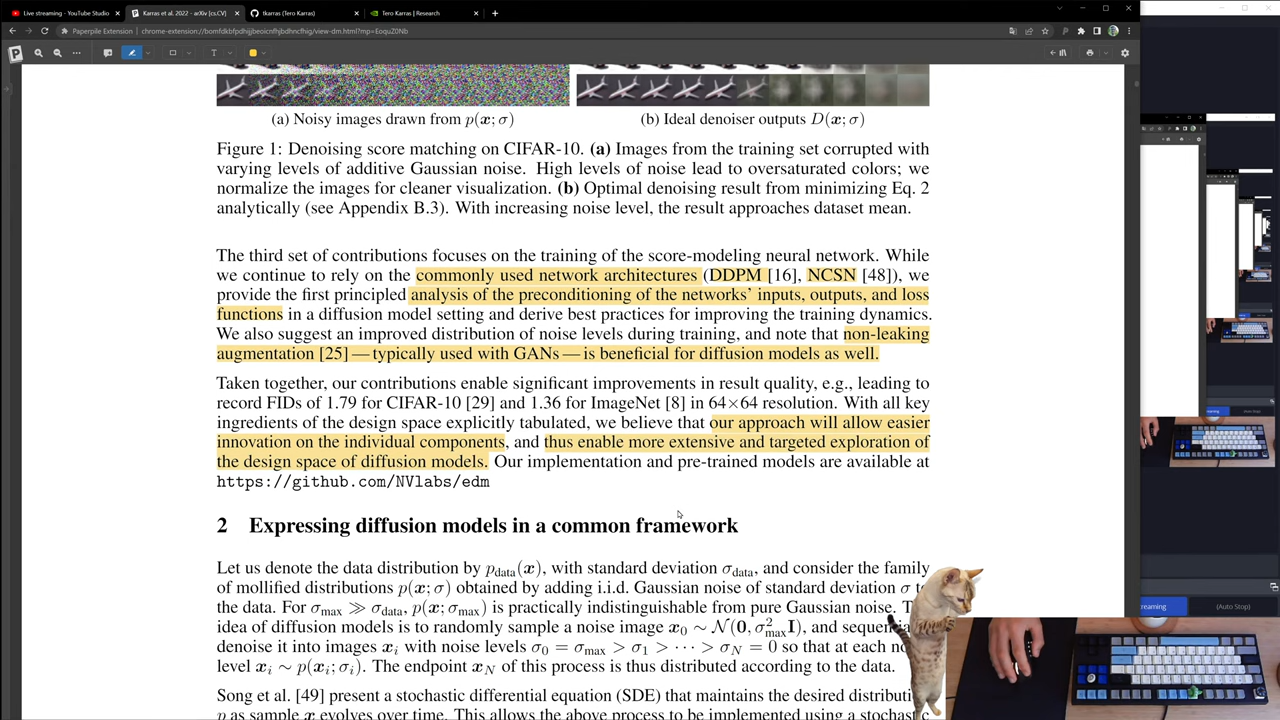 Live streaming - YouTube Studio
Karras et al. 2022 - arXiv [cs.CV]
tkarras (Tero Karras)
Tero Karras | Research
Paperpile Extension | chrome-extension://bomfdkbfpdhijjbeoicnfhjbdhncfhig/view-dm.html?mp=EoquZ0Nb
(a) Noisy images drawn from p(x; σ)
(b) Ideal denoiser outputs D(x; σ)
Figure 1: Denoising score matching on CIFAR-10. (a) Images from the training set corrupted with
varying levels of additive Gaussian noise. High levels of noise lead to oversaturated colors; we
normalize the images for cleaner visualization. (b) Optimal denoising result from minimizing Eq. 2
analytically (see Appendix B.3). With increasing noise level, the result approaches dataset mean.
The third set of contributions focuses on the training of the score-modeling neural network. While
we continue to rely on the commonly used network architectures (DDPM [16], NCSN [48]), we
provide the first principled analysis of the preconditioning of the networks' inputs, outputs, and loss
functions in a diffusion model setting and derive best practices for improving the training dynamics.
We also suggest an improved distribution of noise levels during training, and note that non-leaking
augmentation [25] — typically used with GANs — is beneficial for diffusion models as well.
Taken together, our contributions enable significant improvements in result quality, e.g., leading to
record FIDs of 1.79 for CIFAR-10 [29] and 1.36 for ImageNet [8] in 64×64 resolution. With all key
ingredients of the design space explicitly tabulated, we believe that our approach will allow easier
innovation on the individual components, and thus enable more extensive and targeted exploration of
the design space of diffusion models. Our implementation and pre-trained models are available at
https://github.com/NVlabs/edm
2 Expressing diffusion models in a common framework
Let us denote the data distribution by p_data(x), with standard deviation σ_data, and consider the family
of mollified distributions p(x; σ) obtained by adding i.i.d. Gaussian noise of standard deviation σ to
the data. For σ_max ≫ σ_data, p(x; σ_max) is practically indistinguishable from pure Gaussian noise. T
idea of diffusion models is to randomly sample a noise image x_0 ∼ N(0, σ²_max I), and sequentia
denoise it into images x_i with noise levels σ_0 = σ_max > σ_1 > ··· > σ_N = 0 so that at each no
level x_i ∼ p(x_i; σ_i). The endpoint x_N of this process is thus distributed according to the data.
Song et al. [49] present a stochastic differential equation (SDE) that maintains the desired distributi
p as sample x evolves over time. This allows the above process to be implemented using a stochastic
reaming
(Auto Stop)